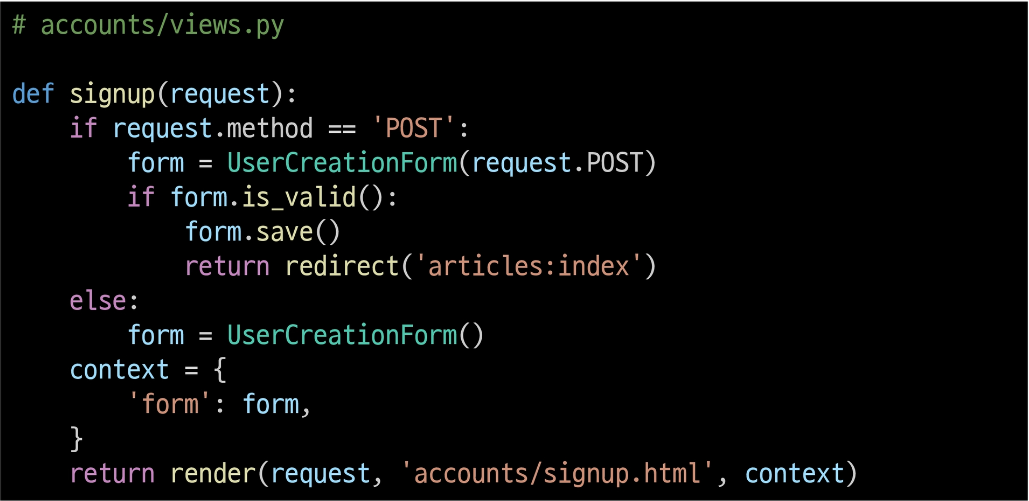 # accounts/views.py
def signup(request):
    if request.method == 'POST':
        form = UserCreationForm(request.POST)
        if form.is_valid():
            form.save()
            return redirect('articles:index')
    else:
        form = UserCreationForm()
    context = {
        'form': form,
    }
    return render(request, 'accounts/signup.html', context)